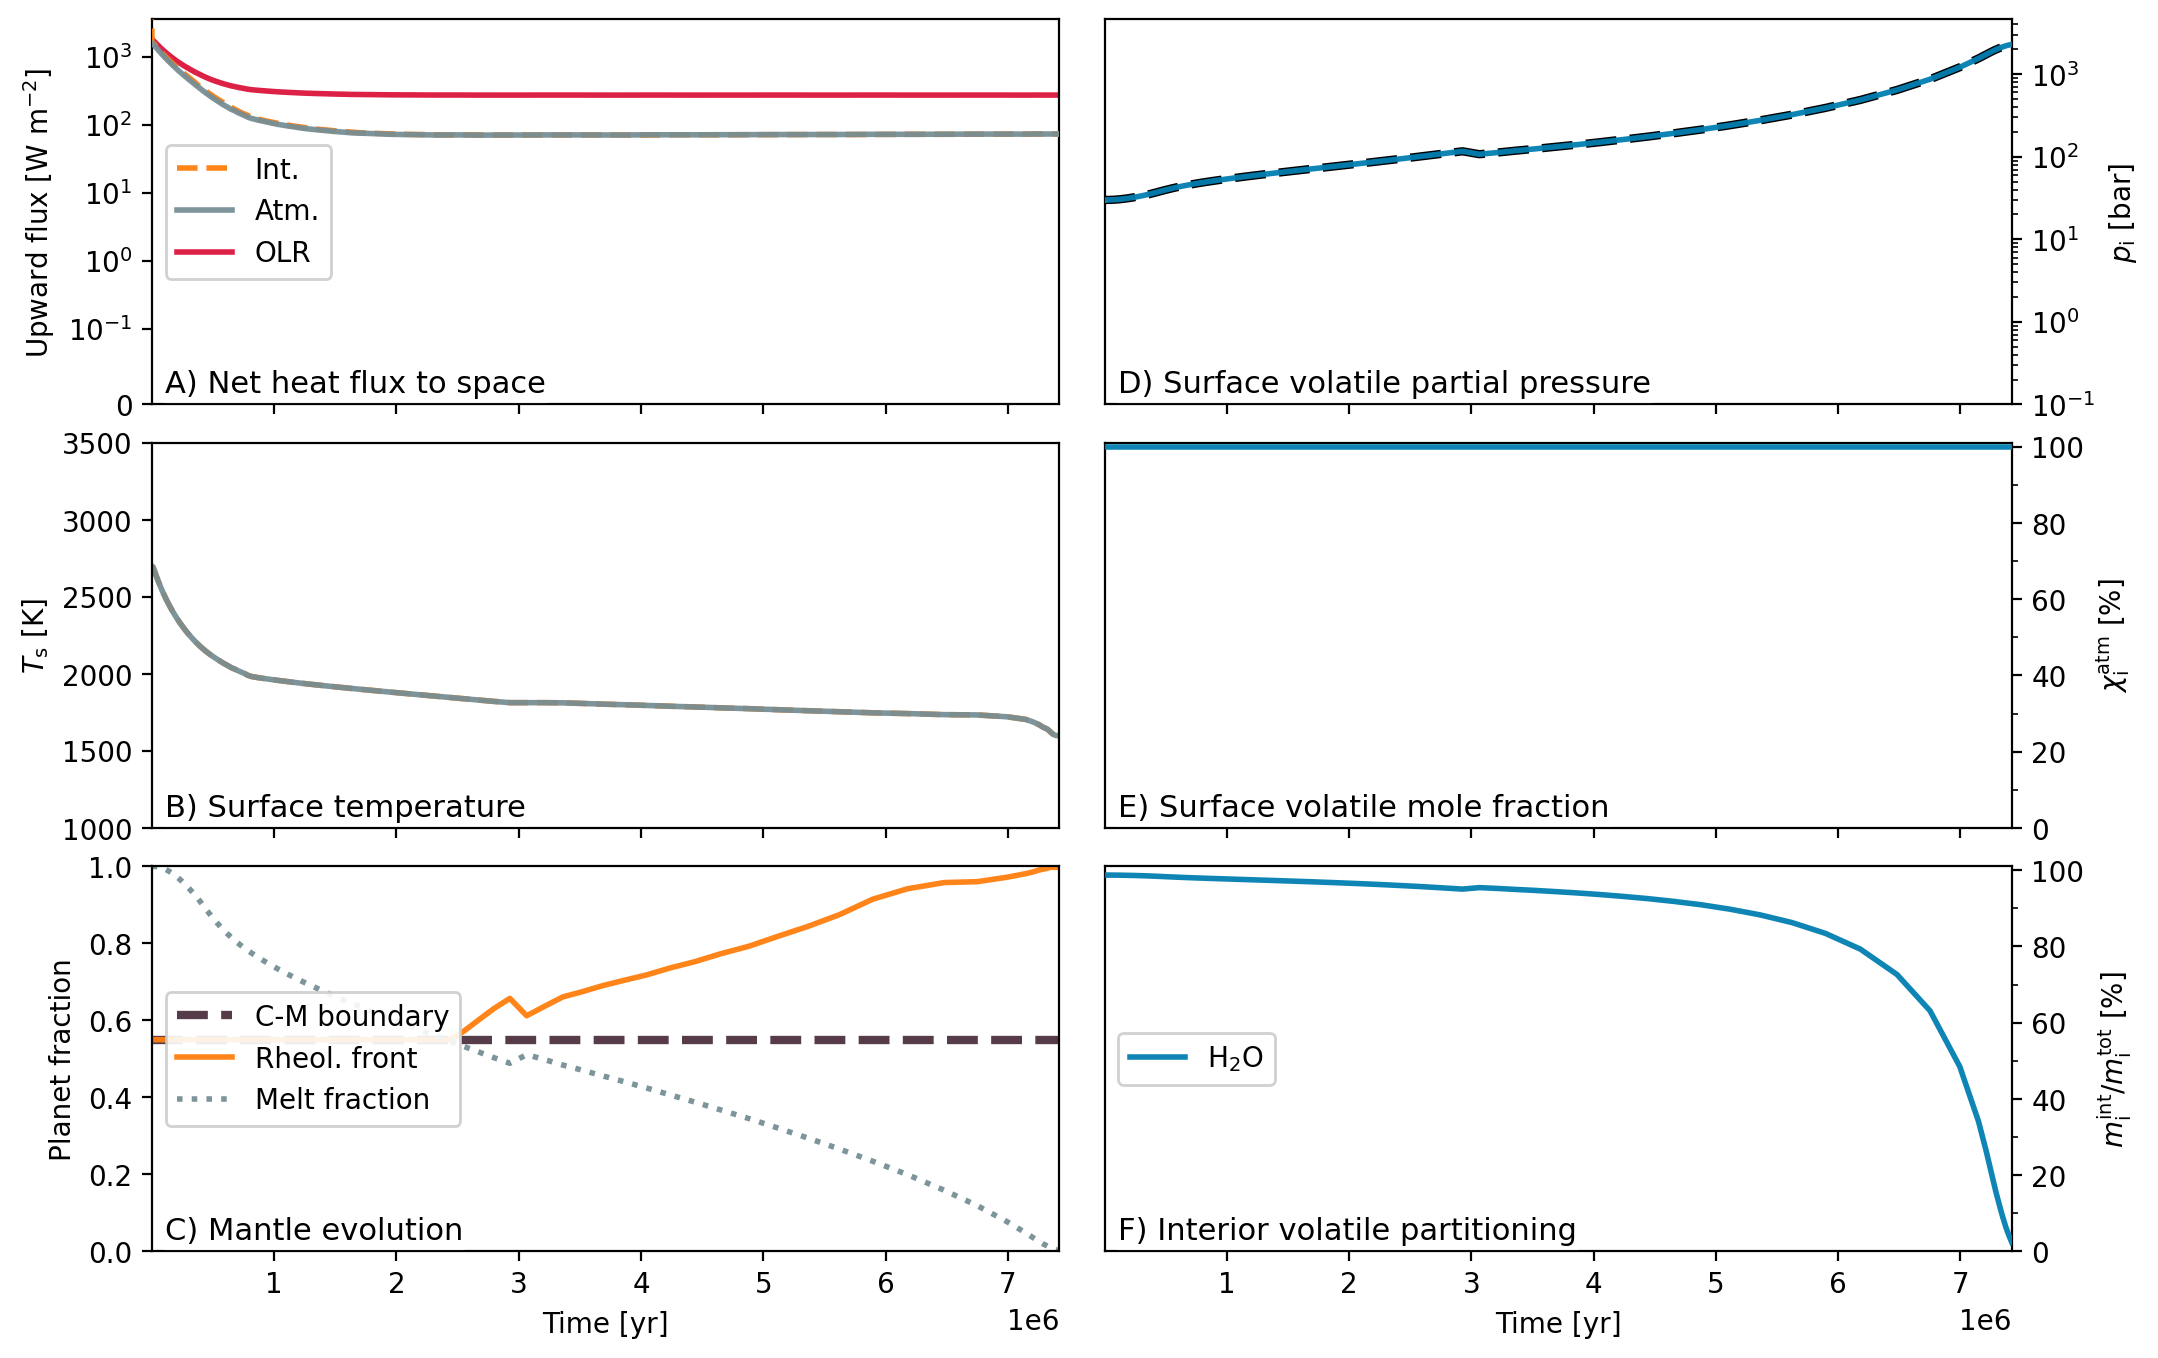 Upward flux [W m⁻²]
10³
10²
10¹
10⁰
10⁻¹
0
Int.
Atm.
OLR
A) Net heat flux to space
10³
10²
10¹
10⁰
10⁻¹
pᵢ [bar]
D) Surface volatile partial pressure
Tₛ [K]
3500
3000
2500
2000
1500
1000
B) Surface temperature
100
80
60
40
20
0
χᵢᵃᵗᵐ [%]
E) Surface volatile mole fraction
Planet fraction
1.0
0.8
0.6
0.4
0.2
0.0
C-M boundary
Rheol. front
Melt fraction
C) Mantle evolution
1 2 3 4 5 6 7
1e6
Time [yr]
100
80
60
40
20
0
mᵢⁱⁿᵗ/mᵢᵗᵒᵗ [%]
H₂O
F) Interior volatile partitioning
1 2 3 4 5 6 7
1e6
Time [yr]